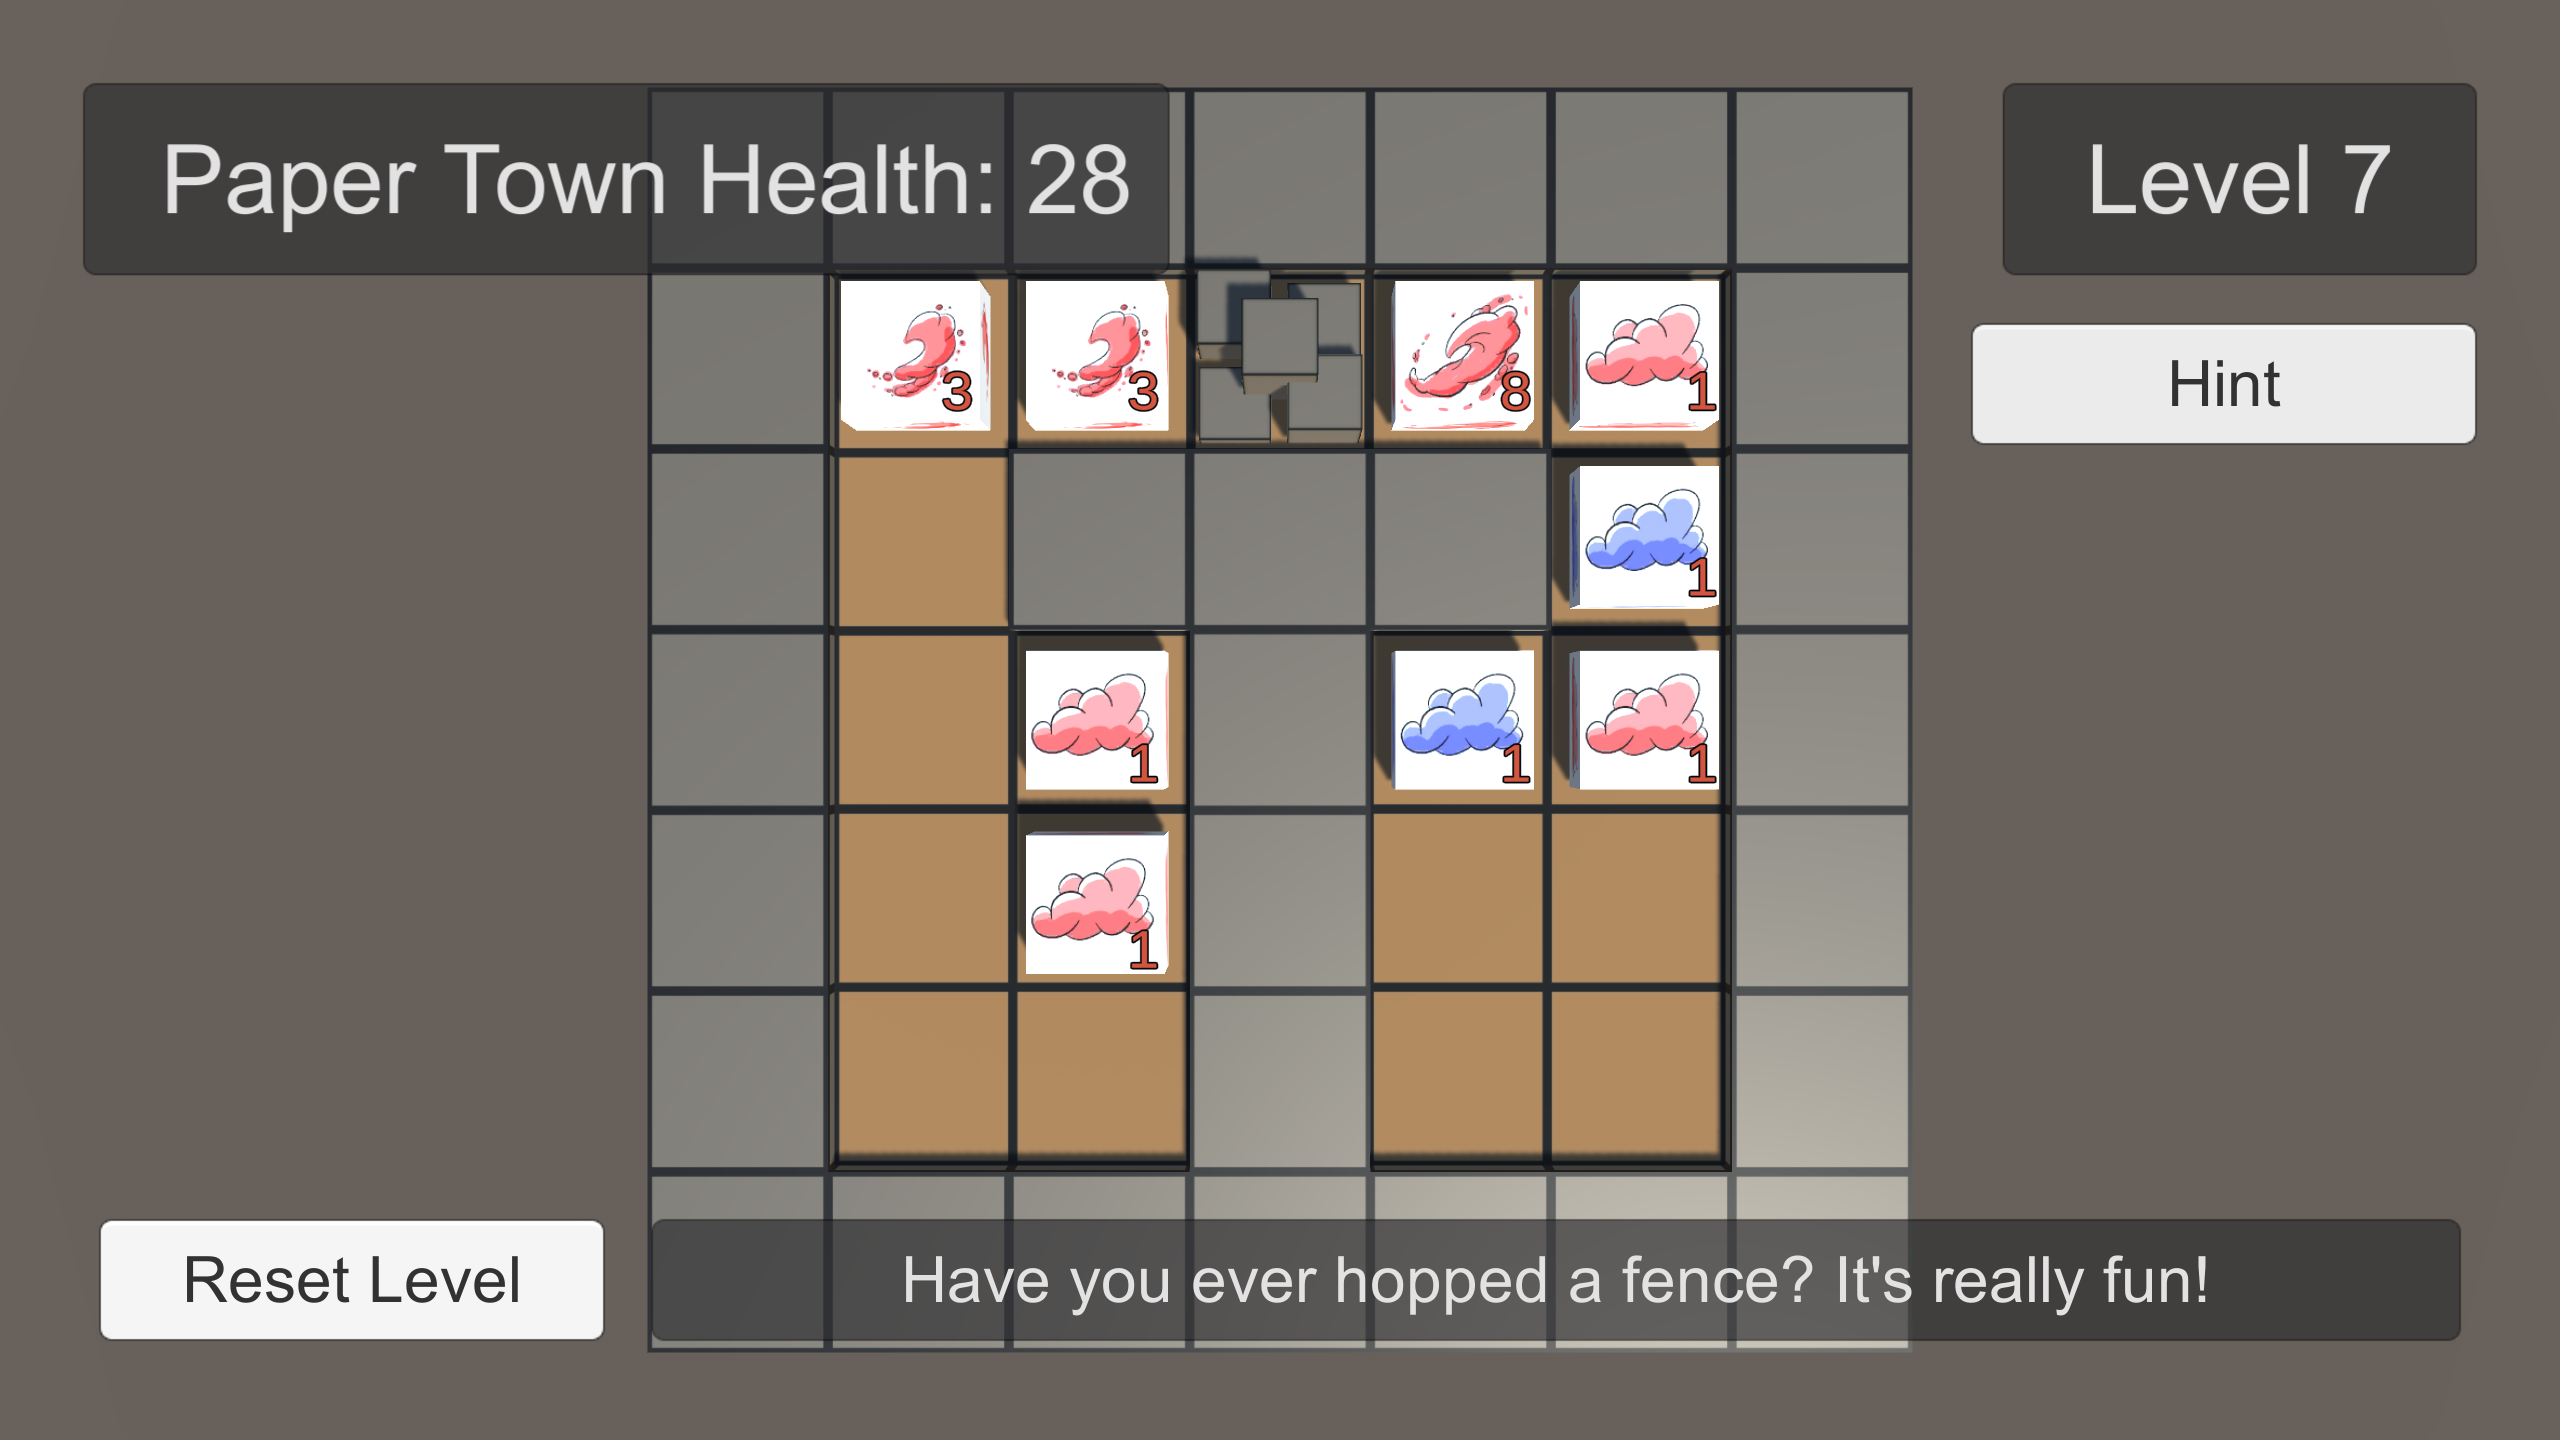 Paper Town Health: 28
Level 7
Hint
3 3 8 1
1
1 1 1
1
Reset Level
Have you ever hopped a fence? It's really fun!